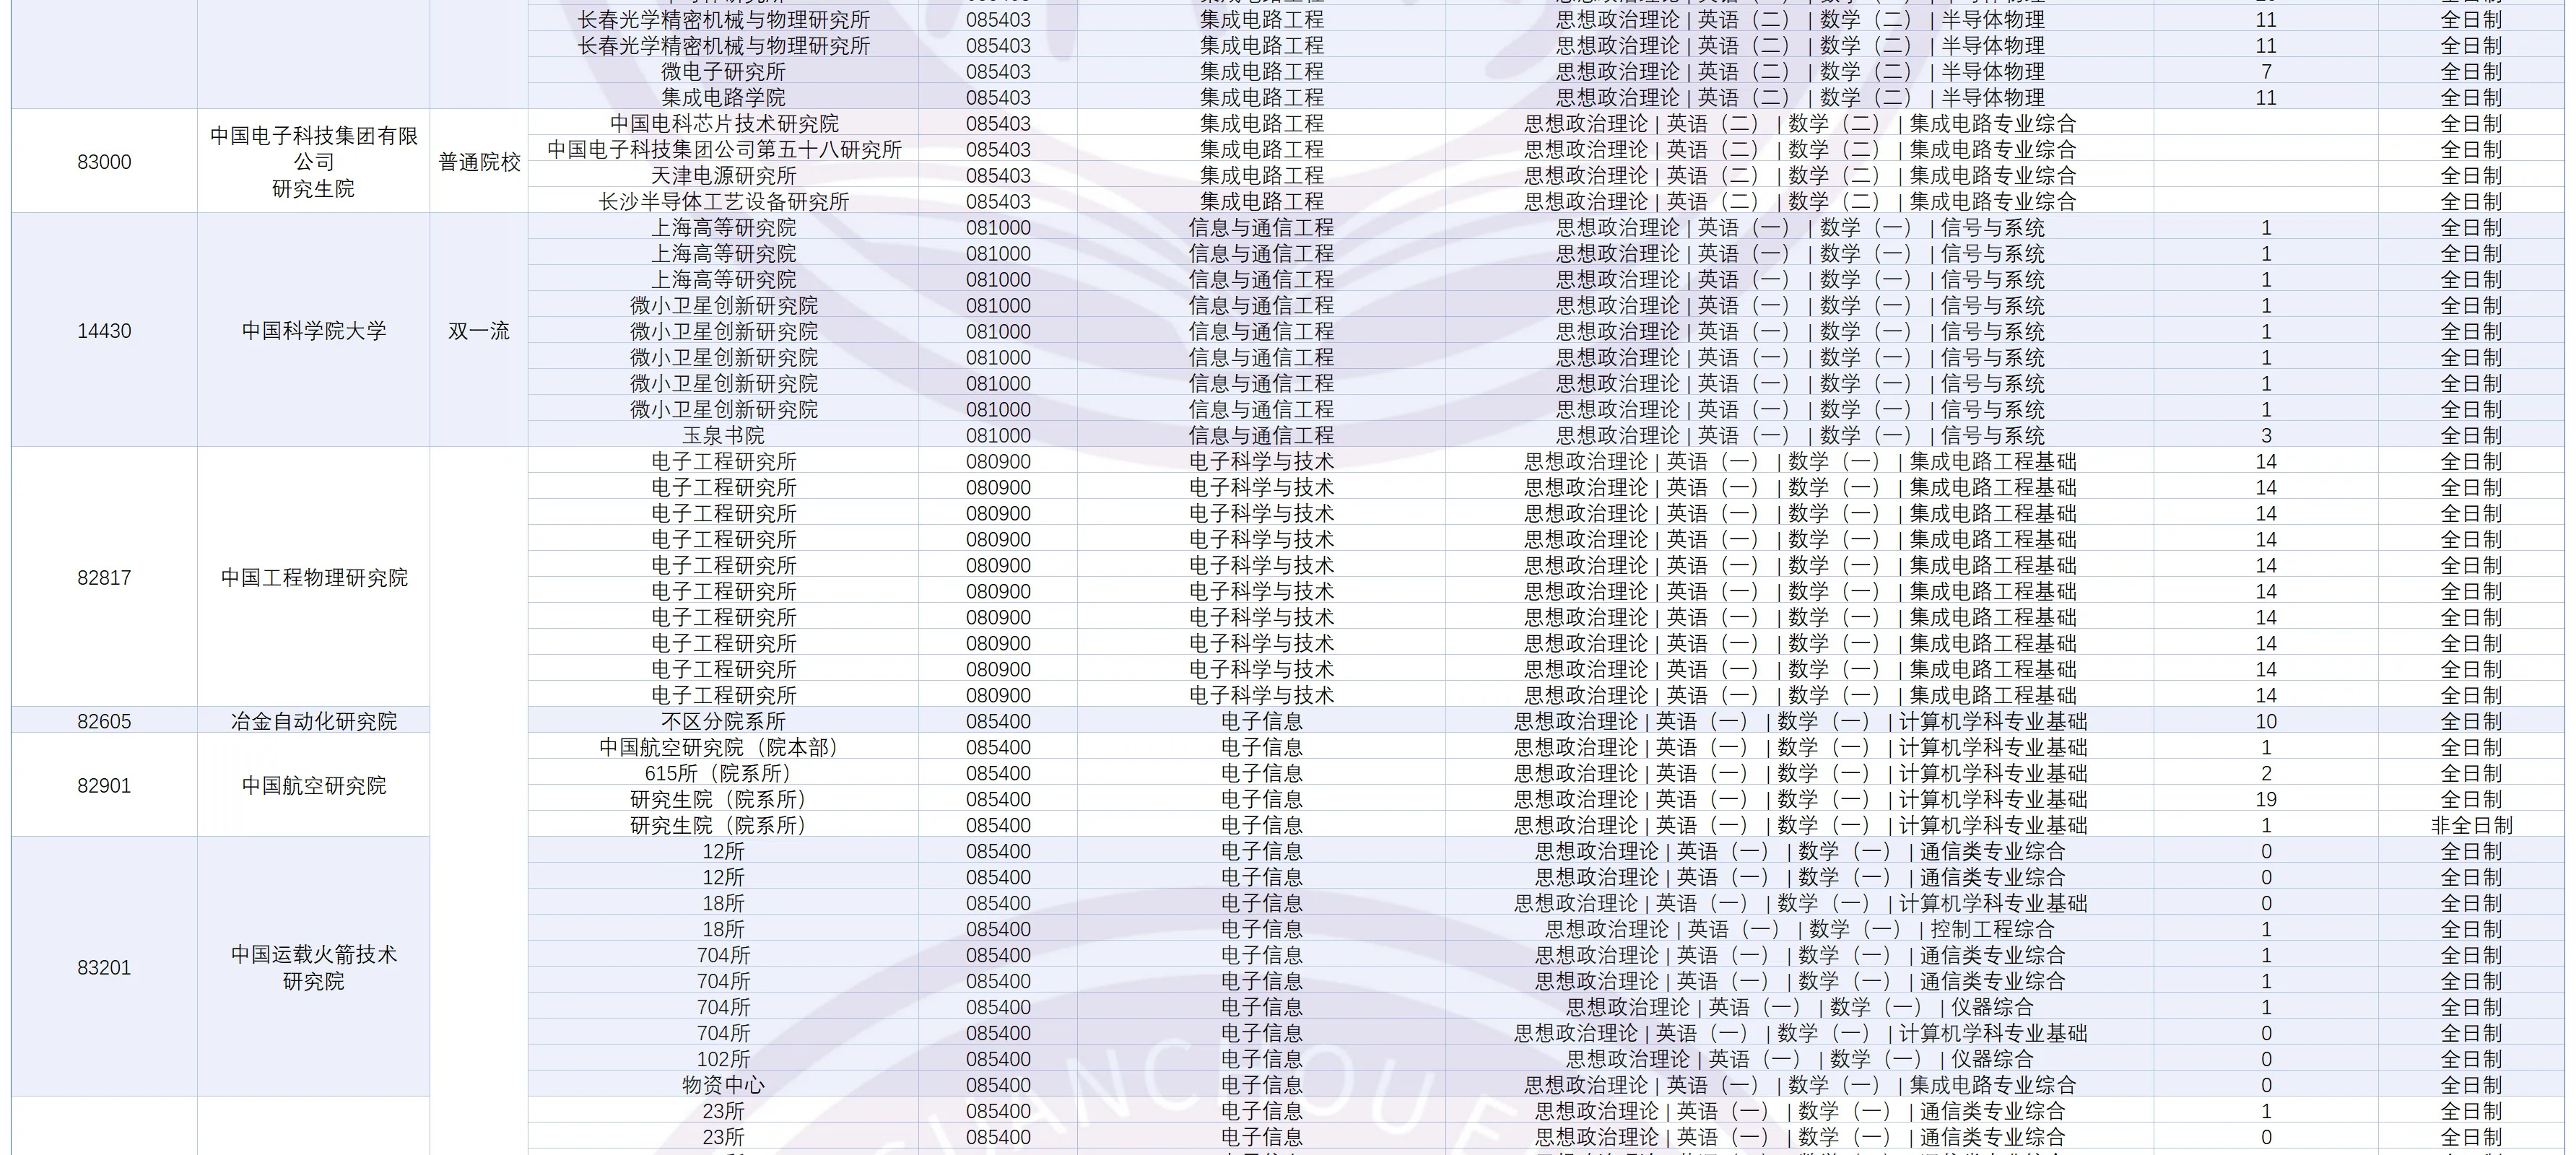 长春光学精密机械与物理研究所 085403 集成电路工程 思想政治理论 | 英语（二） | 数学（二） | 半导体物理 11 全日制
长春光学精密机械与物理研究所 085403 集成电路工程 思想政治理论 | 英语（二） | 数学（二） | 半导体物理 11 全日制
微电子研究所 085403 集成电路工程 思想政治理论 | 英语（二） | 数学（二） | 半导体物理 7 全日制
集成电路学院 085403 集成电路工程 思想政治理论 | 英语（二） | 数学（二） | 半导体物理 11 全日制
83000
中国电子科技集团有限
公司
研究生院
普通院校
中国电科芯片技术研究院 085403 集成电路工程 思想政治理论 | 英语（二） | 数学（二） | 集成电路专业综合 全日制
中国电子科技集团公司第五十八研究所 085403 集成电路工程 思想政治理论 | 英语（二） | 数学（二） | 集成电路专业综合 全日制
天津电源研究所 085403 集成电路工程 思想政治理论 | 英语（二） | 数学（二） | 集成电路专业综合 全日制
长沙半导体工艺设备研究所 085403 集成电路工程 思想政治理论 | 英语（二） | 数学（二） | 集成电路专业综合 全日制
14430 中国科学院大学 双一流
上海高等研究院 081000 信息与通信工程 思想政治理论 | 英语（一） | 数学（一） | 信号与系统 1 全日制
上海高等研究院 081000 信息与通信工程 思想政治理论 | 英语（一） | 数学（一） | 信号与系统 1 全日制
上海高等研究院 081000 信息与通信工程 思想政治理论 | 英语（一） | 数学（一） | 信号与系统 1 全日制
微小卫星创新研究院 081000 信息与通信工程 思想政治理论 | 英语（一） | 数学（一） | 信号与系统 1 全日制
微小卫星创新研究院 081000 信息与通信工程 思想政治理论 | 英语（一） | 数学（一） | 信号与系统 1 全日制
微小卫星创新研究院 081000 信息与通信工程 思想政治理论 | 英语（一） | 数学（一） | 信号与系统 1 全日制
微小卫星创新研究院 081000 信息与通信工程 思想政治理论 | 英语（一） | 数学（一） | 信号与系统 1 全日制
微小卫星创新研究院 081000 信息与通信工程 思想政治理论 | 英语（一） | 数学（一） | 信号与系统 1 全日制
玉泉书院 081000 信息与通信工程 思想政治理论 | 英语（一） | 数学（一） | 信号与系统 3 全日制
82817 中国工程物理研究院
电子工程研究所 080900 电子科学与技术 思想政治理论 | 英语（一） | 数学（一） | 集成电路工程基础 14 全日制
电子工程研究所 080900 电子科学与技术 思想政治理论 | 英语（一） | 数学（一） | 集成电路工程基础 14 全日制
电子工程研究所 080900 电子科学与技术 思想政治理论 | 英语（一） | 数学（一） | 集成电路工程基础 14 全日制
电子工程研究所 080900 电子科学与技术 思想政治理论 | 英语（一） | 数学（一） | 集成电路工程基础 14 全日制
电子工程研究所 080900 电子科学与技术 思想政治理论 | 英语（一） | 数学（一） | 集成电路工程基础 14 全日制
电子工程研究所 080900 电子科学与技术 思想政治理论 | 英语（一） | 数学（一） | 集成电路工程基础 14 全日制
电子工程研究所 080900 电子科学与技术 思想政治理论 | 英语（一） | 数学（一） | 集成电路工程基础 14 全日制
电子工程研究所 080900 电子科学与技术 思想政治理论 | 英语（一） | 数学（一） | 集成电路工程基础 14 全日制
电子工程研究所 080900 电子科学与技术 思想政治理论 | 英语（一） | 数学（一） | 集成电路工程基础 14 全日制
电子工程研究所 080900 电子科学与技术 思想政治理论 | 英语（一） | 数学（一） | 集成电路工程基础 14 全日制
82605 冶金自动化研究院 不区分院系所 085400 电子信息 思想政治理论 | 英语（一） | 数学（一） | 计算机学科专业基础 10 全日制
82901 中国航空研究院
中国航空研究院（院本部） 085400 电子信息 思想政治理论 | 英语（一） | 数学（一） | 计算机学科专业基础 1 全日制
615所（院系所） 085400 电子信息 思想政治理论 | 英语（一） | 数学（一） | 计算机学科专业基础 2 全日制
研究生院（院系所） 085400 电子信息 思想政治理论 | 英语（一） | 数学（一） | 计算机学科专业基础 19 全日制
研究生院（院系所） 085400 电子信息 思想政治理论 | 英语（一） | 数学（一） | 计算机学科专业基础 1 非全日制
83201
中国运载火箭技术
研究院
12所 085400 电子信息 思想政治理论 | 英语（一） | 数学（一） | 通信类专业综合 0 全日制
12所 085400 电子信息 思想政治理论 | 英语（一） | 数学（一） | 通信类专业综合 0 全日制
18所 085400 电子信息 思想政治理论 | 英语（一） | 数学（一） | 计算机学科专业基础 0 全日制
18所 085400 电子信息 思想政治理论 | 英语（一） | 数学（一） | 控制工程综合 1 全日制
704所 085400 电子信息 思想政治理论 | 英语（一） | 数学（一） | 通信类专业综合 1 全日制
704所 085400 电子信息 思想政治理论 | 英语（一） | 数学（一） | 通信类专业综合 1 全日制
704所 085400 电子信息 思想政治理论 | 英语（一） | 数学（一） | 仪器综合 1 全日制
704所 085400 电子信息 思想政治理论 | 英语（一） | 数学（一） | 计算机学科专业基础 0 全日制
102所 085400 电子信息 思想政治理论 | 英语（一） | 数学（一） | 仪器综合 0 全日制
物资中心 085400 电子信息 思想政治理论 | 英语（一） | 数学（一） | 集成电路专业综合 0 全日制
23所 085400 电子信息 思想政治理论 | 英语（一） | 数学（一） | 通信类专业综合 1 全日制
23所 085400 电子信息 思想政治理论 | 英语（一） | 数学（一） | 通信类专业综合 0 全日制